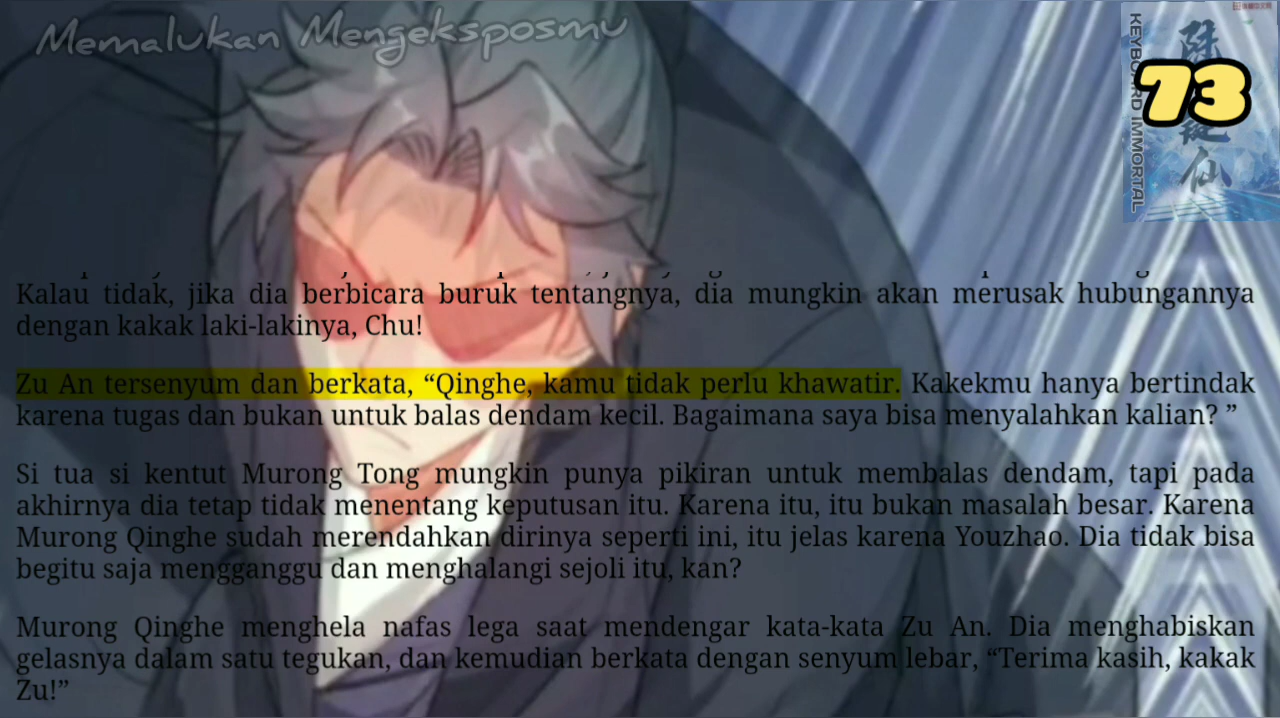 Memalukan Mengeksposmu
73
KEYBOARD IMMORTAL
Kalau tidak, jika dia berbicara buruk tentangnya, dia mungkin akan merusak hubungannya
dengan kakak laki-lakinya, Chu!
Zu An tersenyum dan berkata, “Qinghe, kamu tidak perlu khawatir. Kakekmu hanya bertindak
karena tugas dan bukan untuk balas dendam kecil. Bagaimana saya bisa menyalahkan kalian? ”
Si tua si kentut Murong Tong mungkin punya pikiran untuk membalas dendam, tapi pada
akhirnya dia tetap tidak menentang keputusan itu. Karena itu, itu bukan masalah besar. Karena
Murong Qinghe sudah merendahkan dirinya seperti ini, itu jelas karena Youzhao. Dia tidak bisa
begitu saja mengganggu dan menghalangi sejoli itu, kan?
Murong Qinghe menghela nafas lega saat mendengar kata-kata Zu An. Dia menghabiskan
gelasnya dalam satu tegukan, dan kemudian berkata dengan senyum lebar, “Terima kasih, kakak
Zu!”